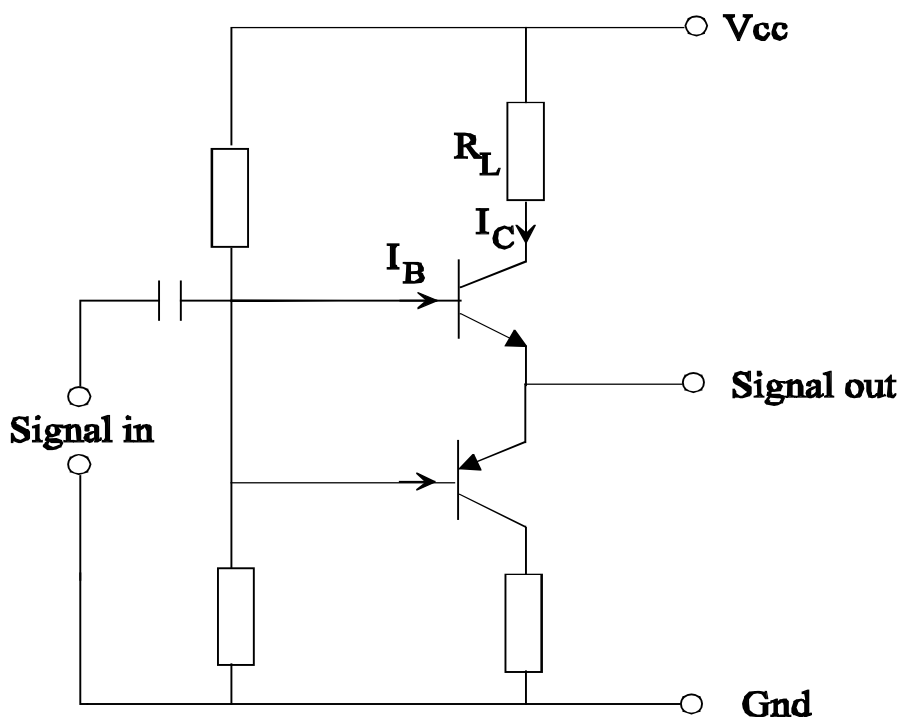 Vcc
R_L
I_C
I_B
Signal in
Signal out
Gnd